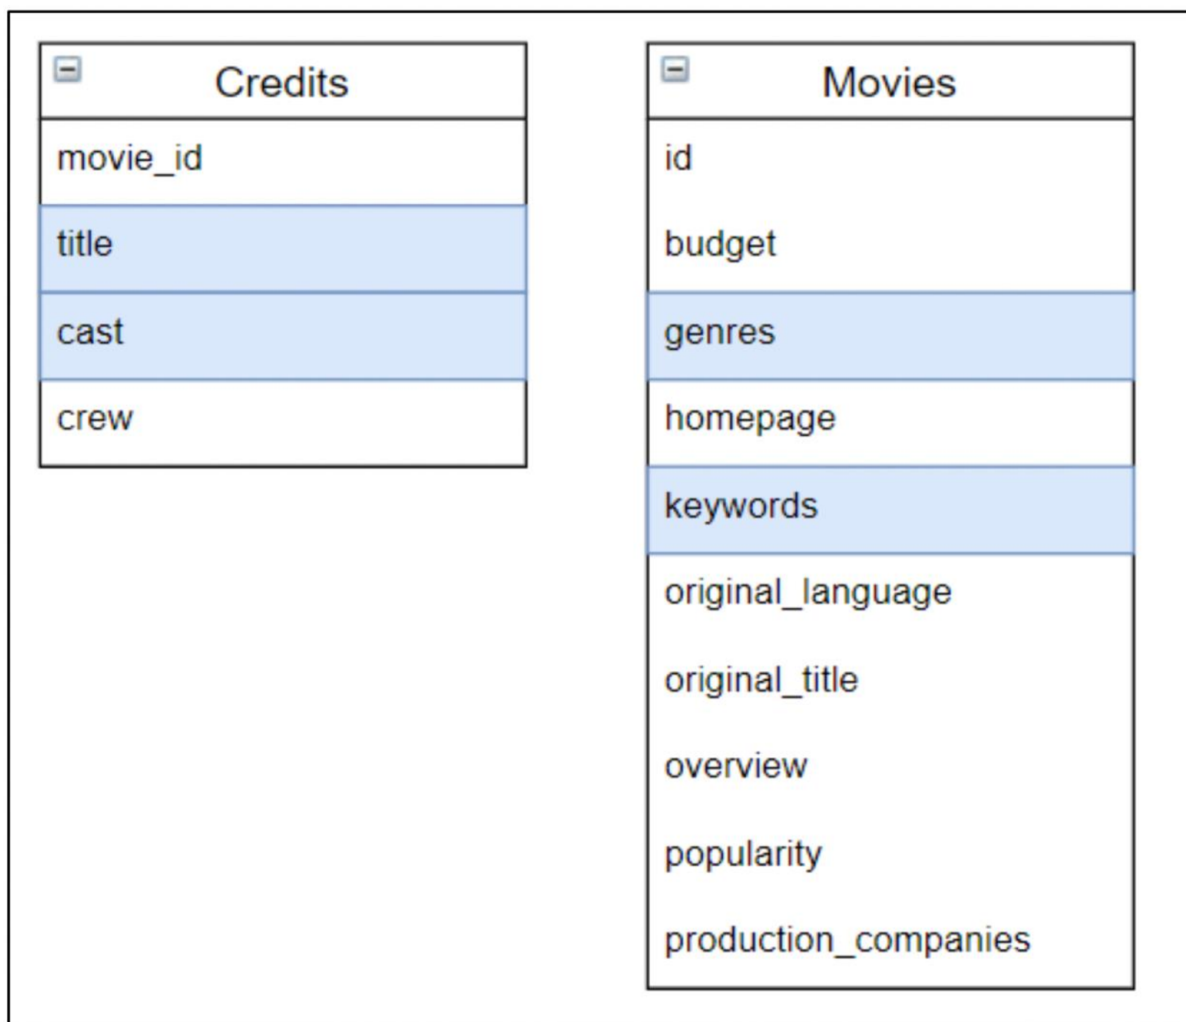 Credits
movie_id
title
cast
crew
Movies
id
budget
genres
homepage
keywords
original_language
original_title
overview
popularity
production_companies